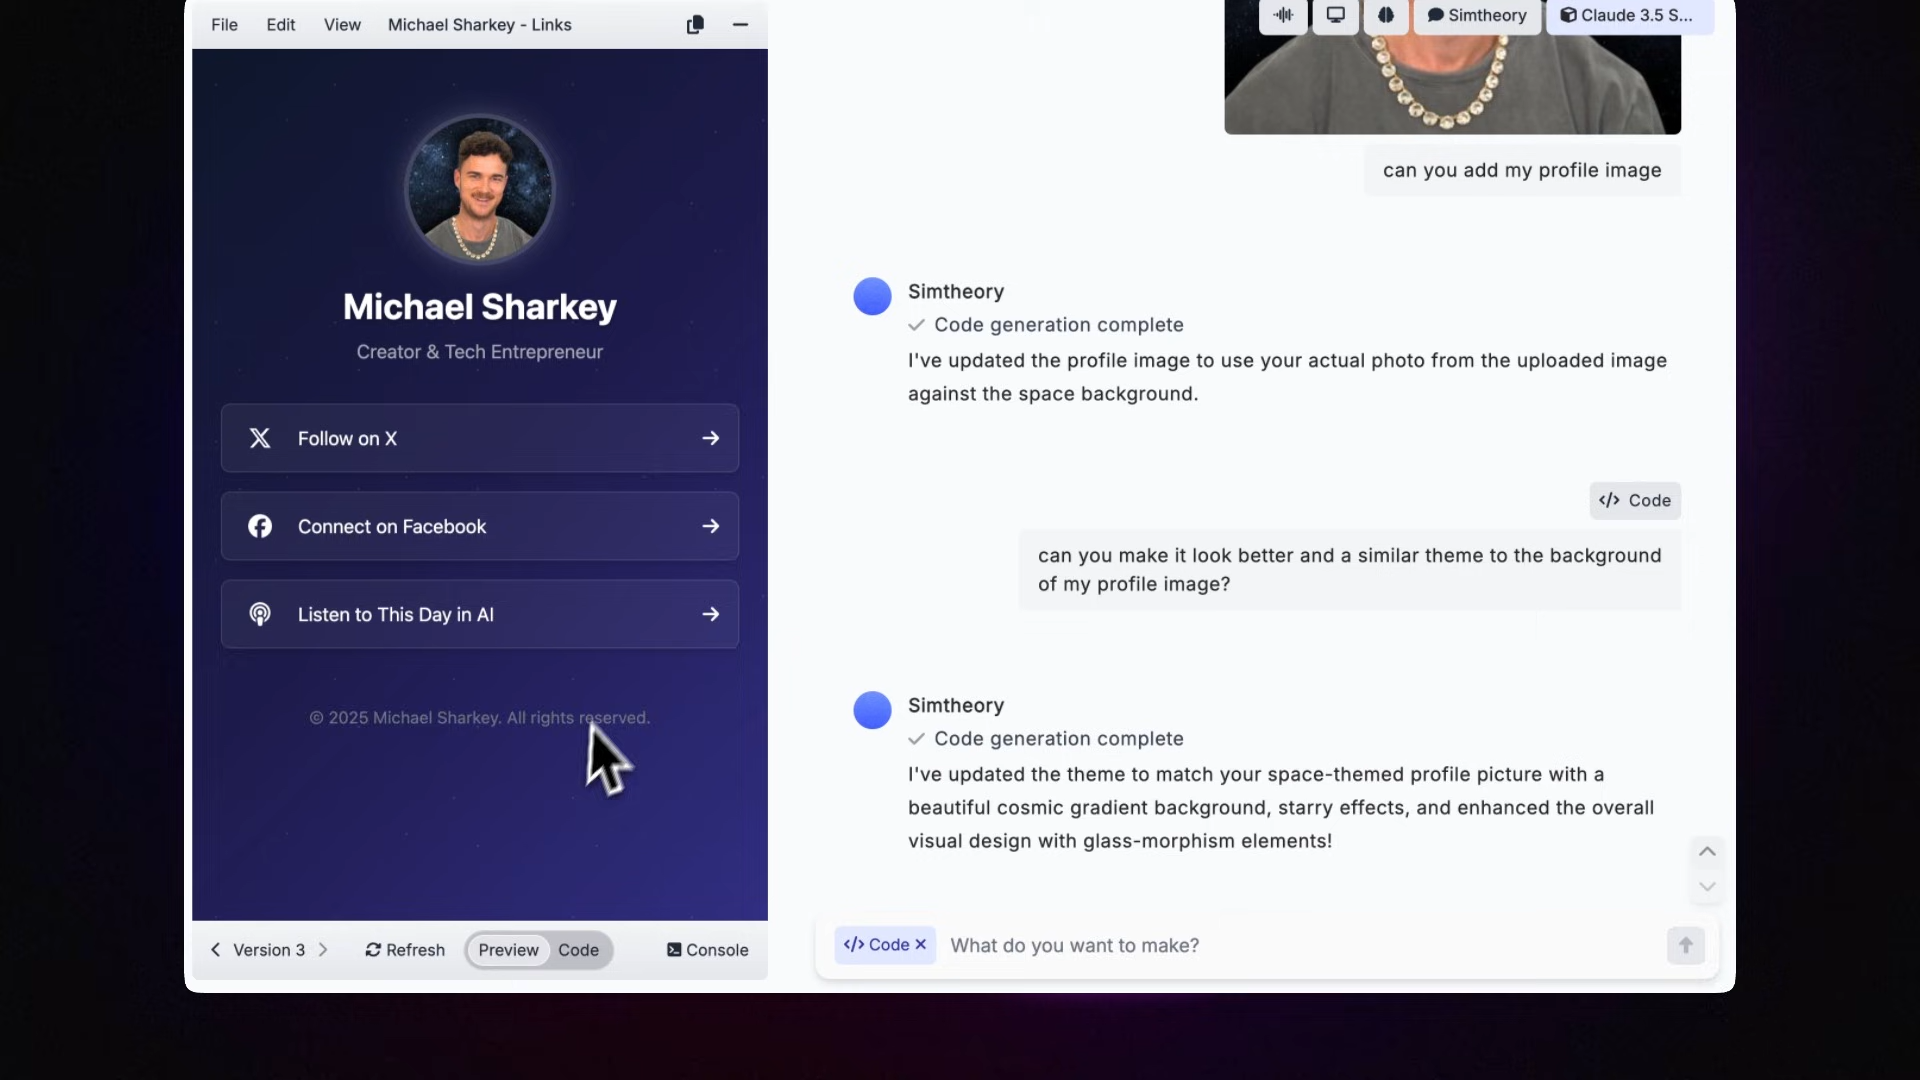 File Edit View Michael Sharkey - Links
Michael Sharkey
Creator & Tech Entrepreneur
Follow on X
Connect on Facebook
Listen to This Day in AI
© 2025 Michael Sharkey. All rights reserved.
Version 3 Refresh Preview Code Console
Simtheory Claude 3.5 S...
can you add my profile image
Simtheory
Code generation complete
I've updated the profile image to use your actual photo from the uploaded image
against the space background.
</> Code
can you make it look better and a similar theme to the background
of my profile image?
Simtheory
Code generation complete
I've updated the theme to match your space-themed profile picture with a
beautiful cosmic gradient background, starry effects, and enhanced the overall
visual design with glass-morphism elements!
</> Code × What do you want to make?